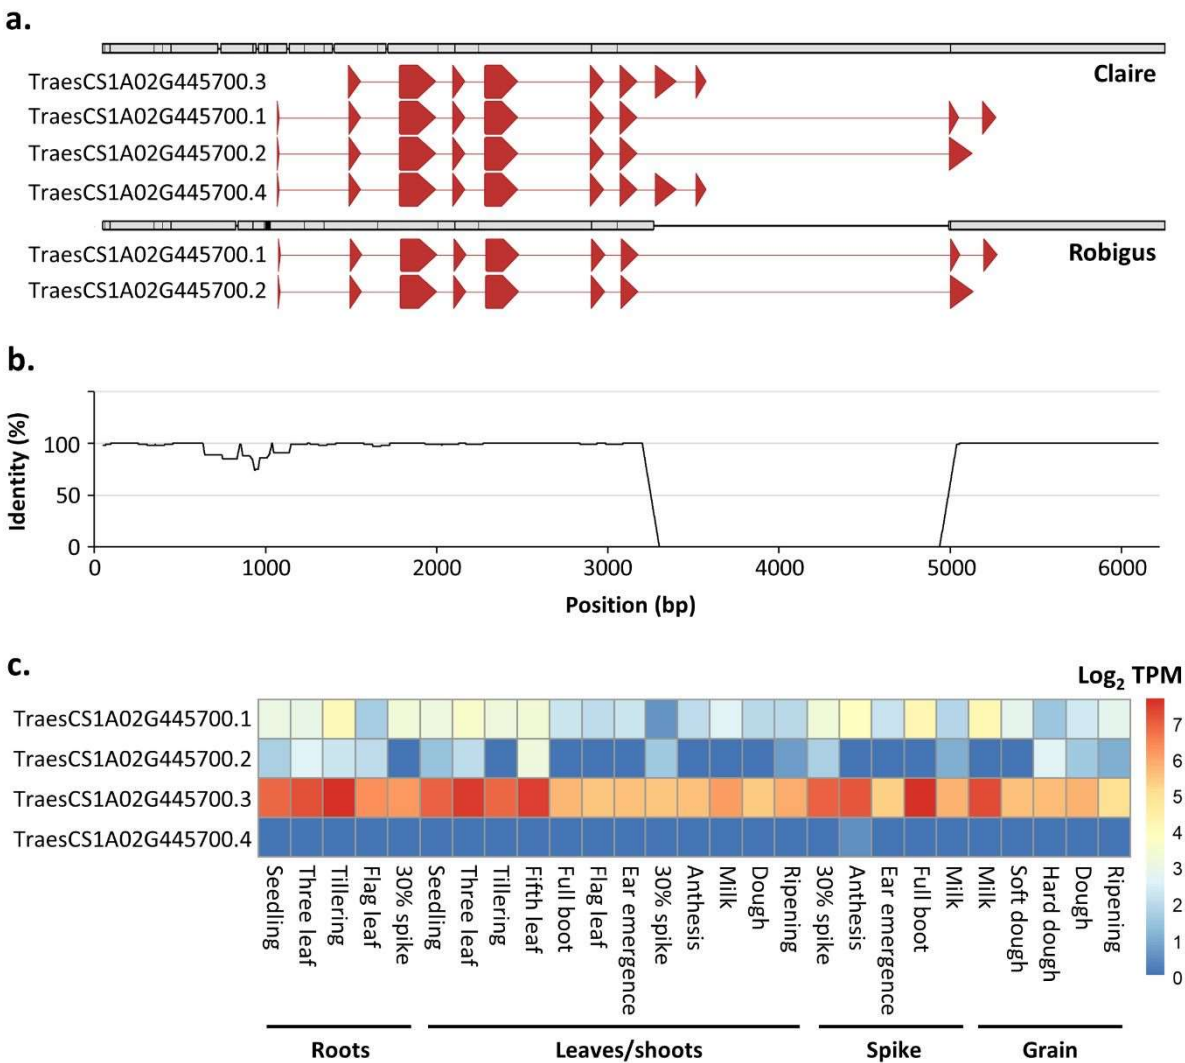 a.
Claire
TraesCS1A02G445700.3
TraesCS1A02G445700.1
TraesCS1A02G445700.2
TraesCS1A02G445700.4
Robigus
TraesCS1A02G445700.1
TraesCS1A02G445700.2
b.
Identity (%)
100
50
0
0 1000 2000 3000 4000 5000 6000
Position (bp)
c.
Log2 TPM
TraesCS1A02G445700.1
TraesCS1A02G445700.2
TraesCS1A02G445700.3
TraesCS1A02G445700.4
7
6
5
4
3
2
1
0
Seedling
Three leaf
Tillering
Flag leaf
30% spike
Seedling
Three leaf
Tillering
Fifth leaf
Full boot
Flag leaf
Ear emergence
30% spike
Anthesis
Milk
Dough
Ripening
30% spike
Anthesis
Ear emergence
Full boot
Milk
Milk
Soft dough
Hard dough
Dough
Ripening
Roots
Leaves/shoots
Spike
Grain